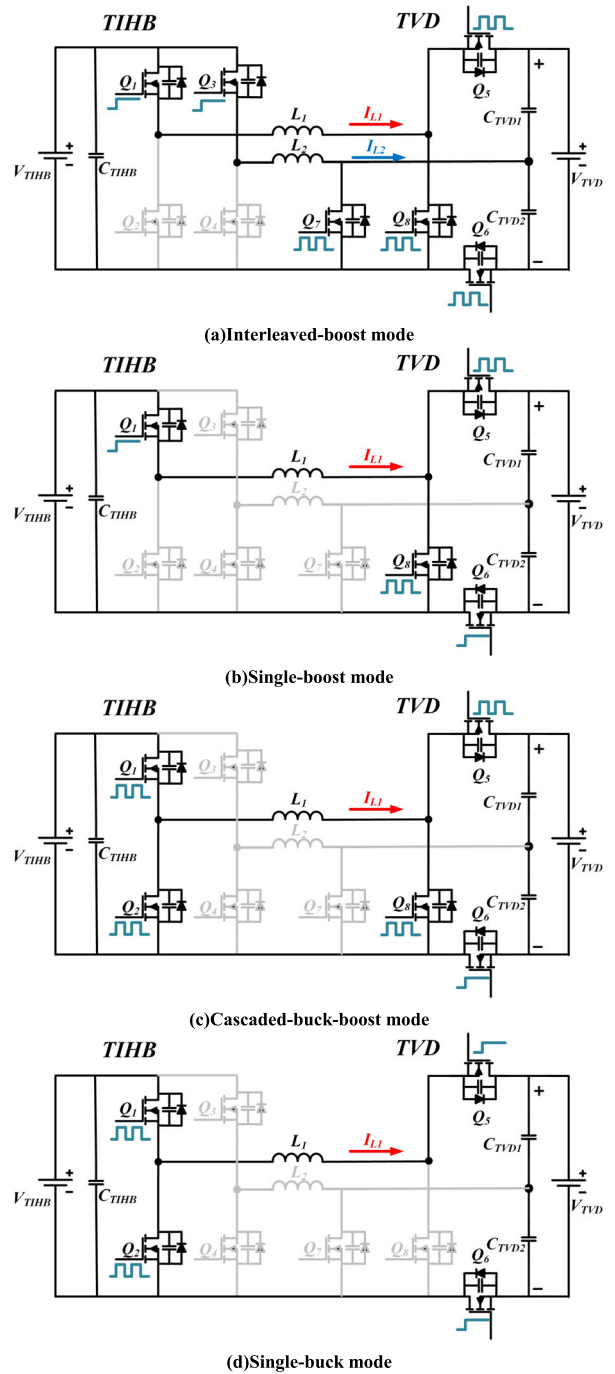 TIHB TVD
Q1 Q3 Q5
L1 IL1 CTVD1 +
L2 IL2
VTIHB + − CTIHB VTVD + −
Q2 Q4 Q7 Q8 Q6 CTVD2 −
(a)Interleaved-boost mode
TIHB TVD
Q1 Q3 Q5
L1 IL1 CTVD1 +
L2
VTIHB + − CTIHB VTVD + −
Q2 Q4 Q7 Q8 Q6 CTVD2 −
(b)Single-boost mode
TIHB TVD
Q1 Q3 Q5
L1 IL1 CTVD1 +
L2
VTIHB + − CTIHB VTVD + −
Q2 Q4 Q7 Q8 Q6 CTVD2 −
(c)Cascaded-buck-boost mode
TIHB TVD
Q1 Q3 Q5
L1 IL1 CTVD1 +
L2
VTIHB + − CTIHB VTVD + −
Q2 Q4 Q7 Q8 Q6 CTVD2 −
(d)Single-buck mode